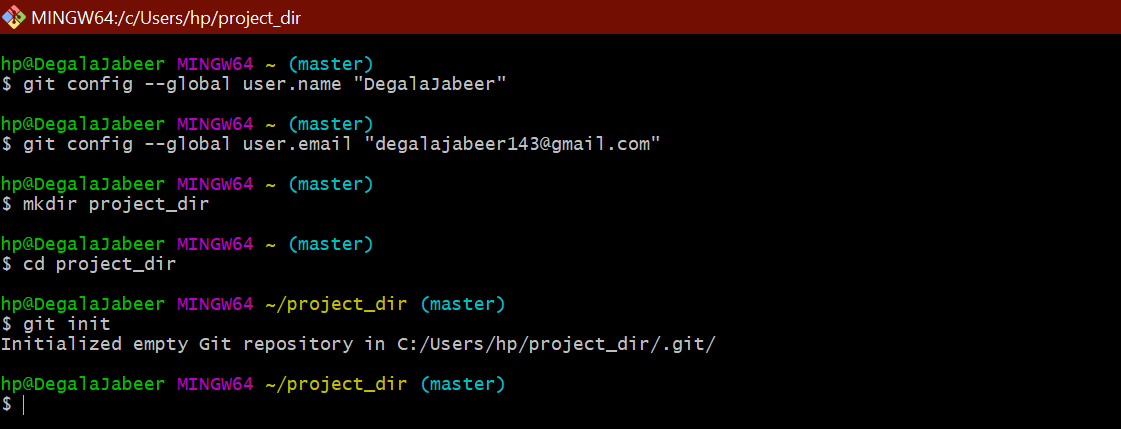 MINGW64:/c/Users/hp/project_dir
hp@DegalaJabeer MINGW64 ~ (master)
$ git config --global user.name "DegalaJabeer"
hp@DegalaJabeer MINGW64 ~ (master)
$ git config --global user.email "degalajabeer143@gmail.com"
hp@DegalaJabeer MINGW64 ~ (master)
$ mkdir project_dir
hp@DegalaJabeer MINGW64 ~ (master)
$ cd project_dir
hp@DegalaJabeer MINGW64 ~/project_dir (master)
$ git init
Initialized empty Git repository in C:/Users/hp/project_dir/.git/
hp@DegalaJabeer MINGW64 ~/project_dir (master)
$